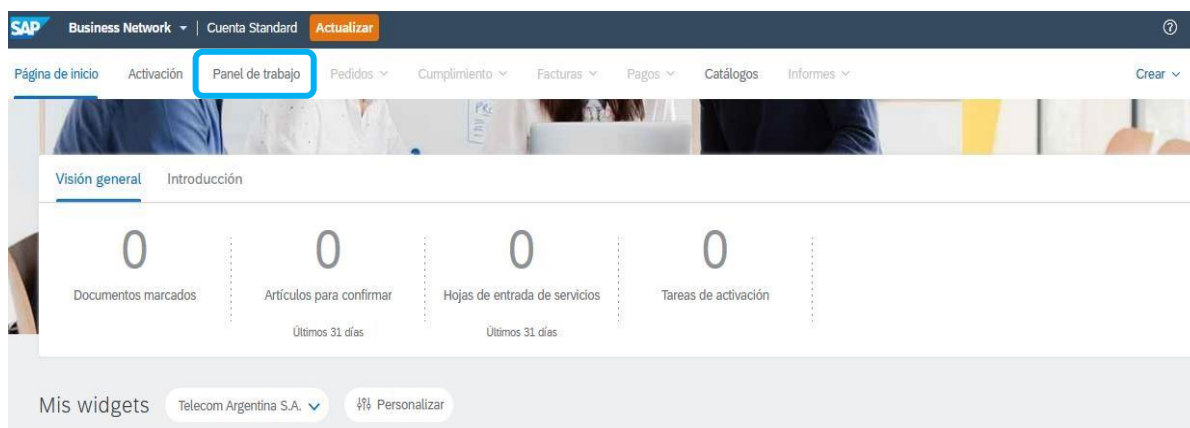 SAP Business Network | Cuenta Standard Actualizar
Página de inicio Activación Panel de trabajo Pedidos Cumplimiento Facturas Pagos Catálogos Informes Crear
Visión general Introducción
0 0 0 0
Documentos marcados Artículos para confirmar Hojas de entrada de servicios Tareas de activación
Últimos 31 días Últimos 31 días
Mis widgets Telecom Argentina S.A. Personalizar